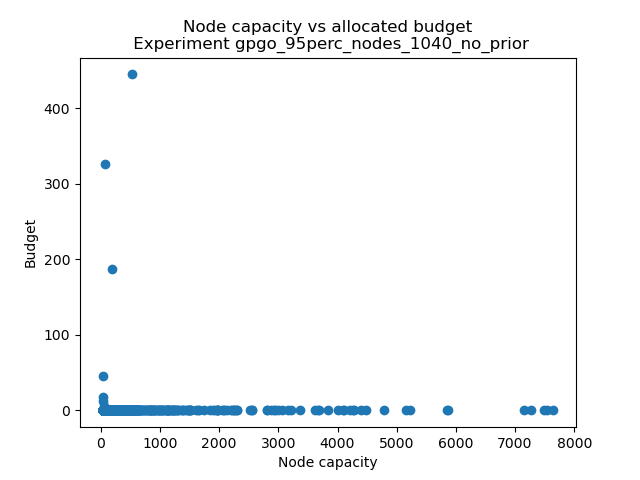 Node capacity vs allocated budget
Experiment gpgo_95perc_nodes_1040_no_prior
400
300
200
100
0
Budget
0 1000 2000 3000 4000 5000 6000 7000 8000
Node capacity